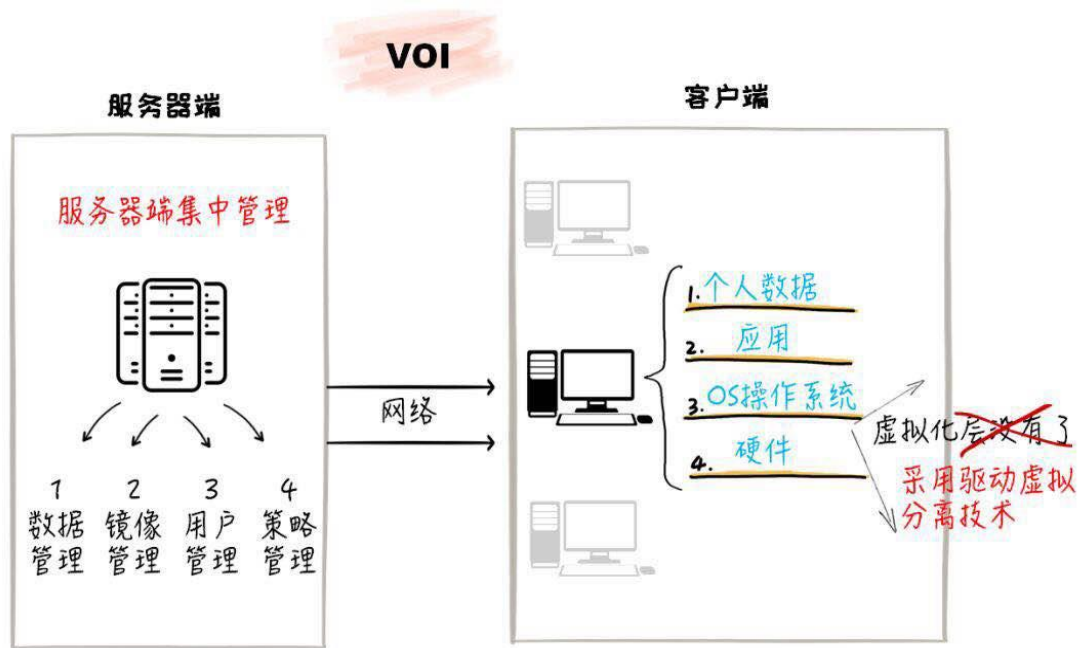 VOI
服务器端
服务器端集中管理
1
数据
管理
2
镜像
管理
3
用户
管理
4
策略
管理
网络
客户端
1.个人数据
2. 应用
3.OS操作系统
4. 硬件
虚拟化层没有了
采用驱动虚拟
分离技术